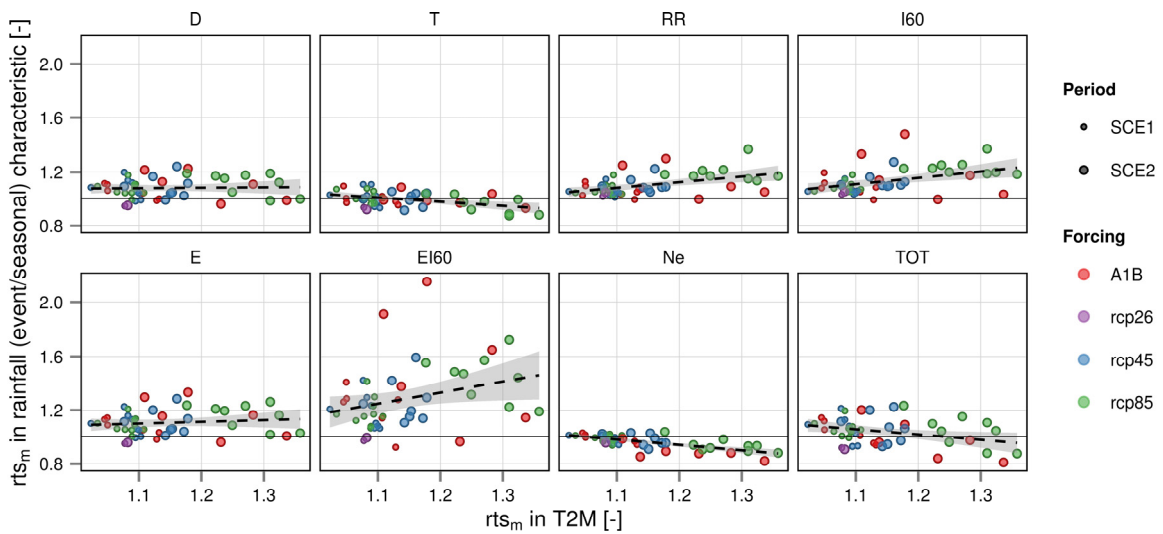 D T RR I60
2.0
1.6
1.2
0.8
E EI60 Ne TOT
2.0
1.6
1.2
0.8
1.1 1.2 1.3 1.1 1.2 1.3 1.1 1.2 1.3 1.1 1.2 1.3
rtsₘ in T2M [-]
rtsₘ in rainfall (event/seasonal) characteristic [-]
Period
SCE1
SCE2
Forcing
A1B
rcp26
rcp45
rcp85